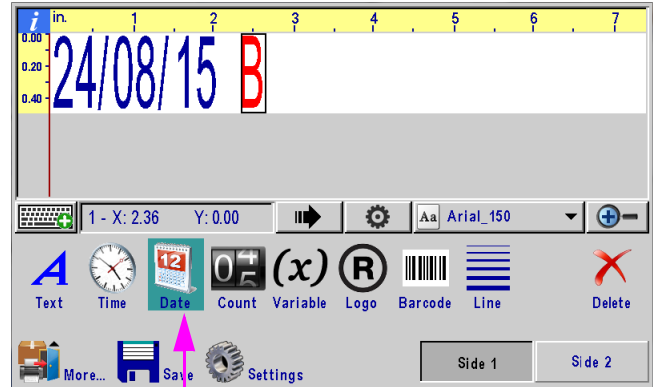 i in. 1 2 3 4 5 6 7
0.00
0.20
0.40
24/08/15 B
1 - X: 2.36 Y: 0.00 Aa Arial_150
A 12 04 (x) R
Text Time Date Count Variable Logo Barcode Line Delete
More... Save Settings Side 1 Side 2